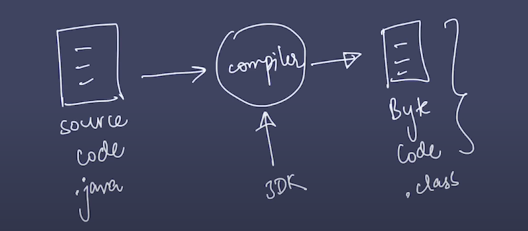 compiler
source
code
.java
JDK
Byte
code
.class